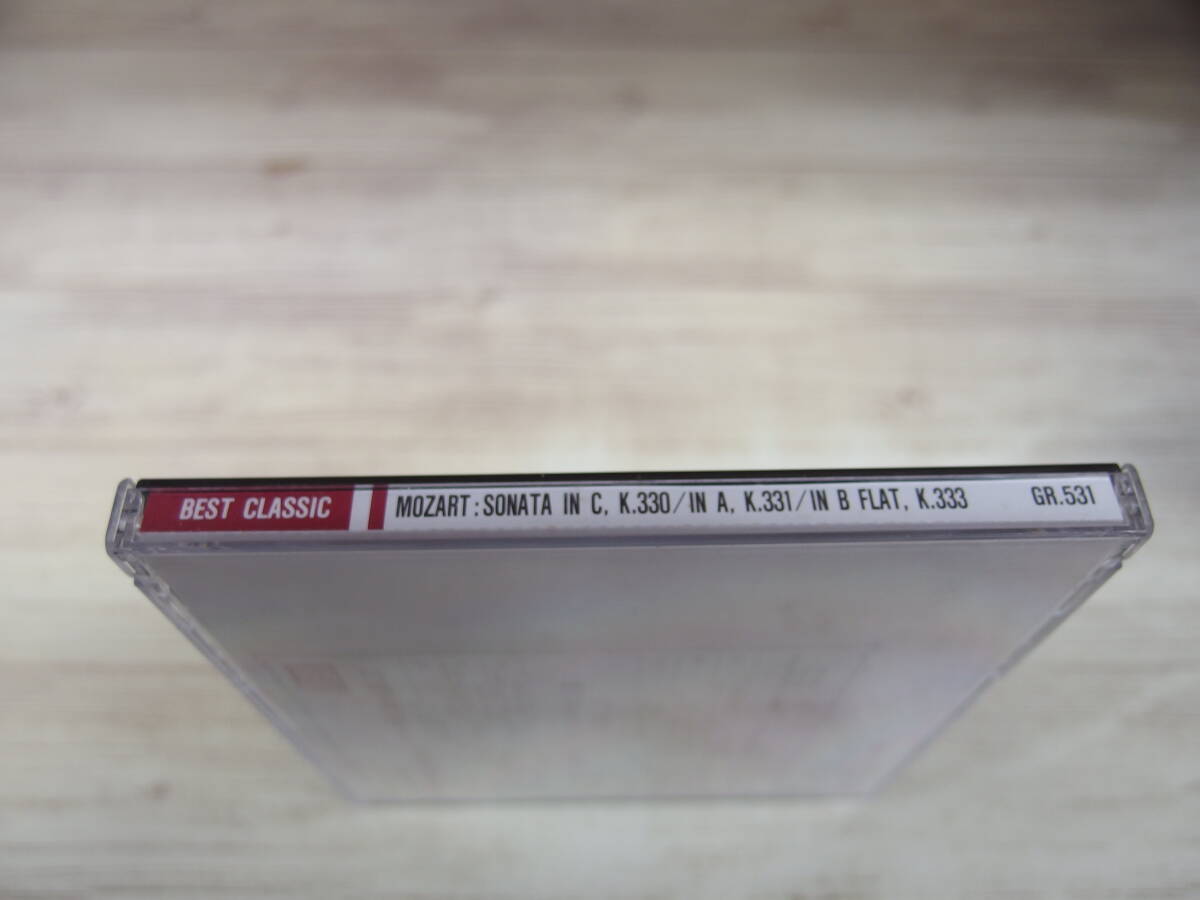 BEST CLASSIC MOZART: SONATA IN C, K.330/IN A, K.331/IN B FLAT, K.333 GR.531